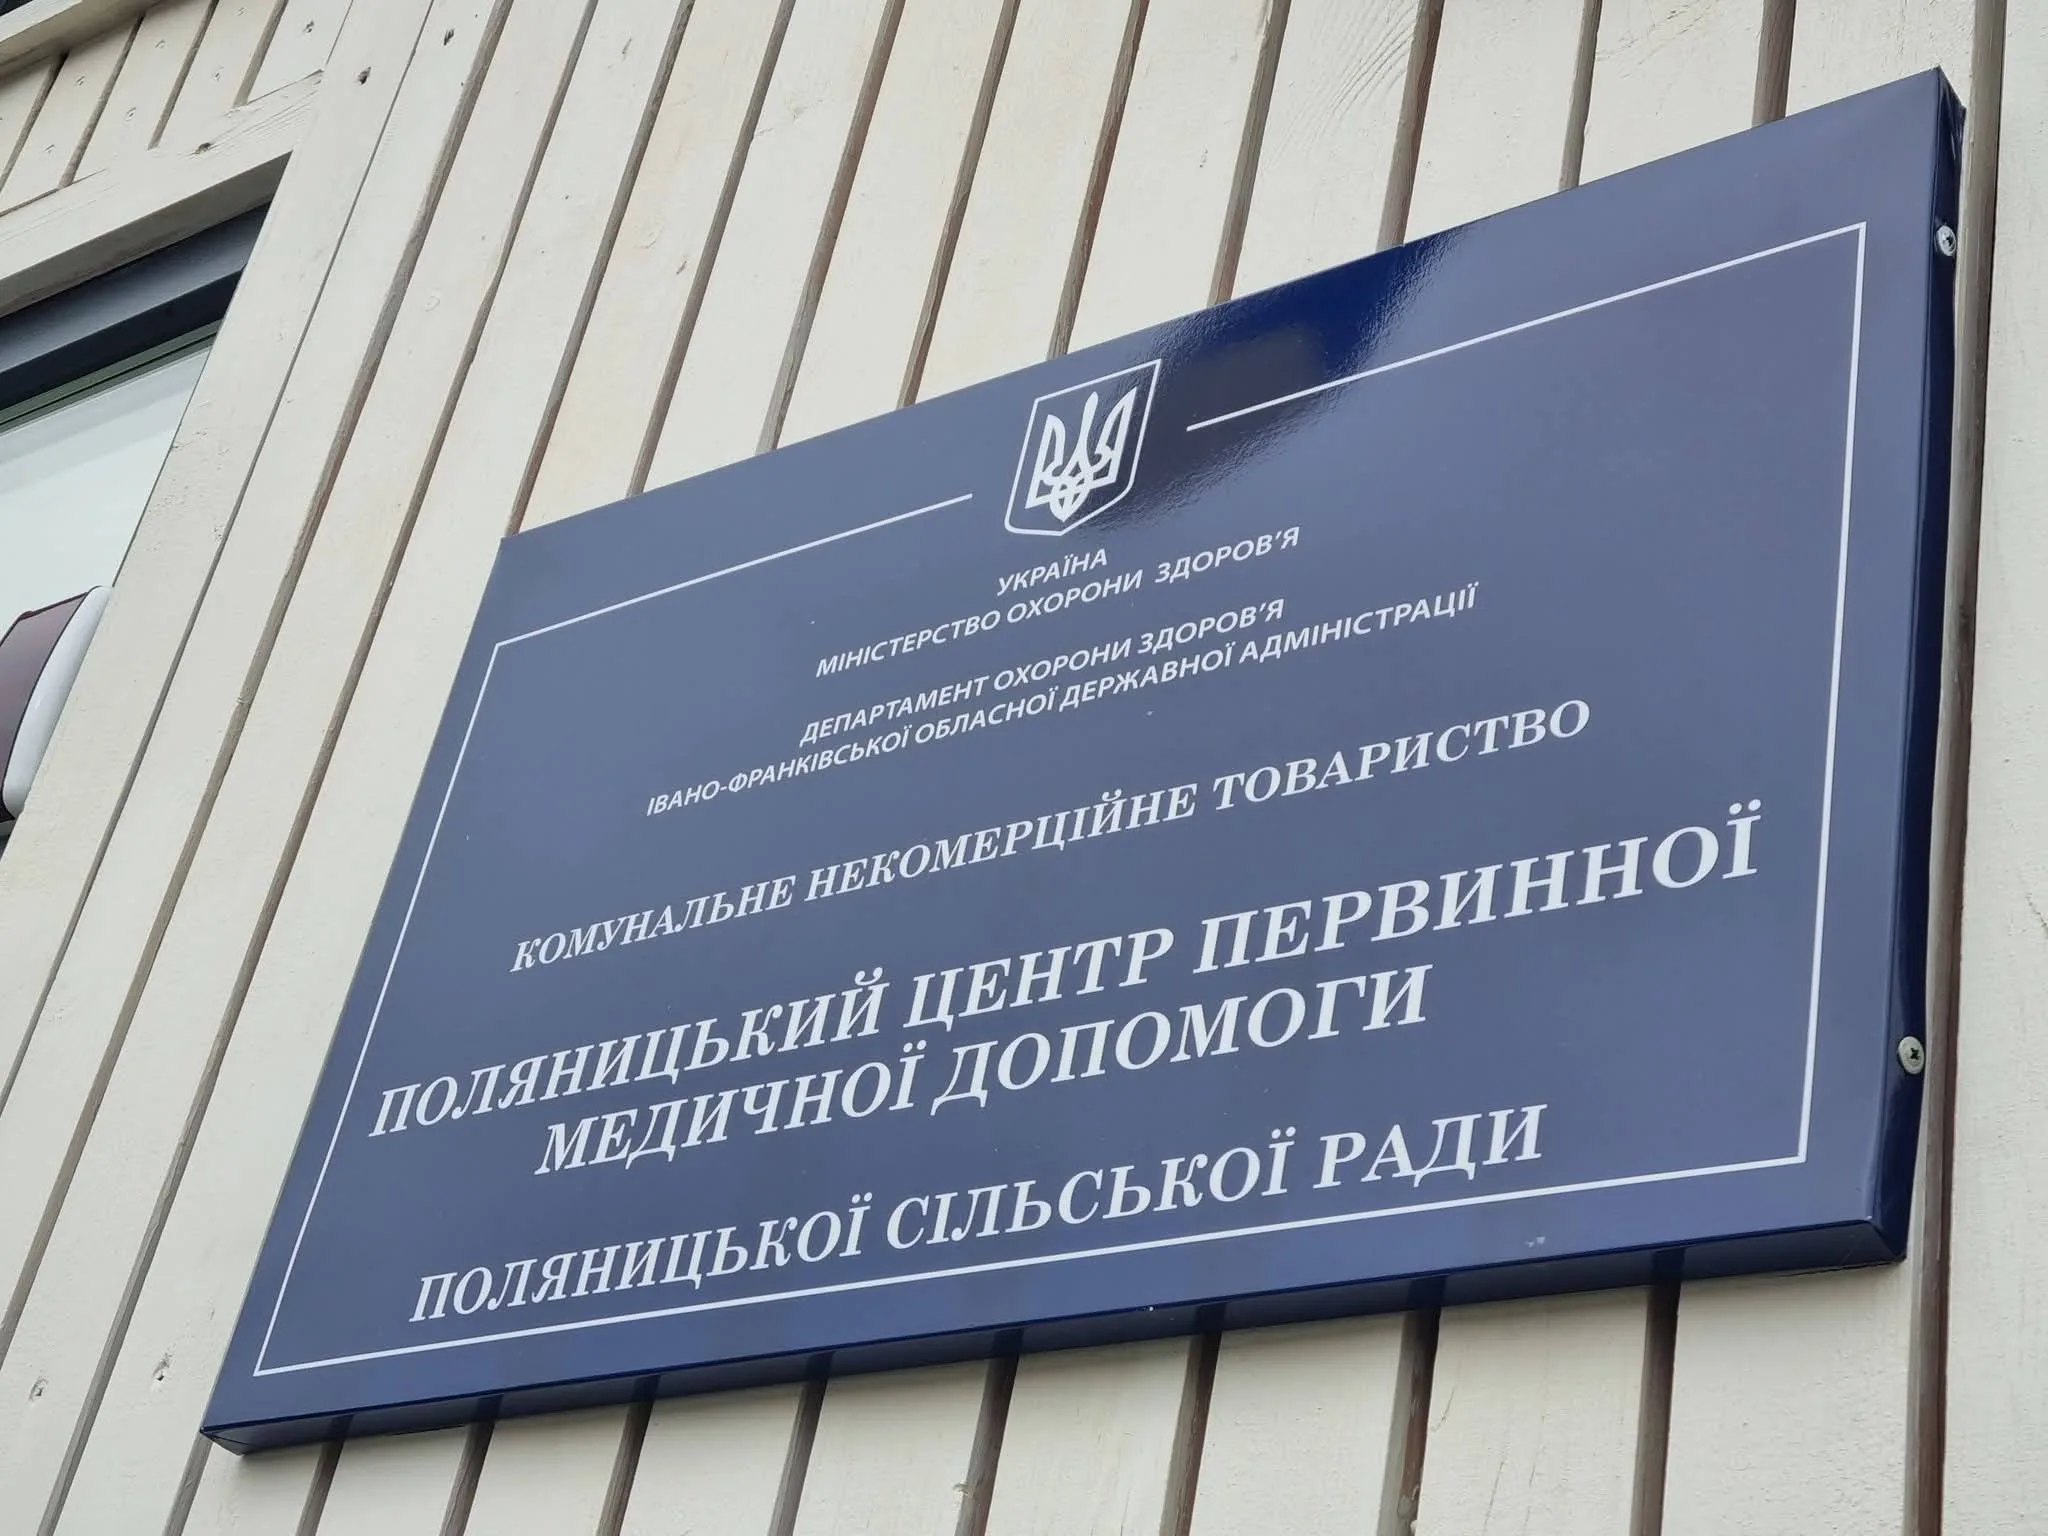 УКРАЇНА
МІНІСТЕРСТВО ОХОРОНИ ЗДОРОВ'Я
ДЕПАРТАМЕНТ ОХОРОНИ ЗДОРОВ'Я
ІВАНО-ФРАНКІВСЬКОЇ ОБЛАСНОЇ ДЕРЖАВНОЇ АДМІНІСТРАЦІЇ
КОМУНАЛЬНЕ НЕКОМЕРЦІЙНЕ ТОВАРИСТВО
ПОЛЯНИЦЬКИЙ ЦЕНТР ПЕРВИННОЇ
МЕДИЧНОЇ ДОПОМОГИ
ПОЛЯНИЦЬКОЇ СІЛЬСЬКОЇ РАДИ